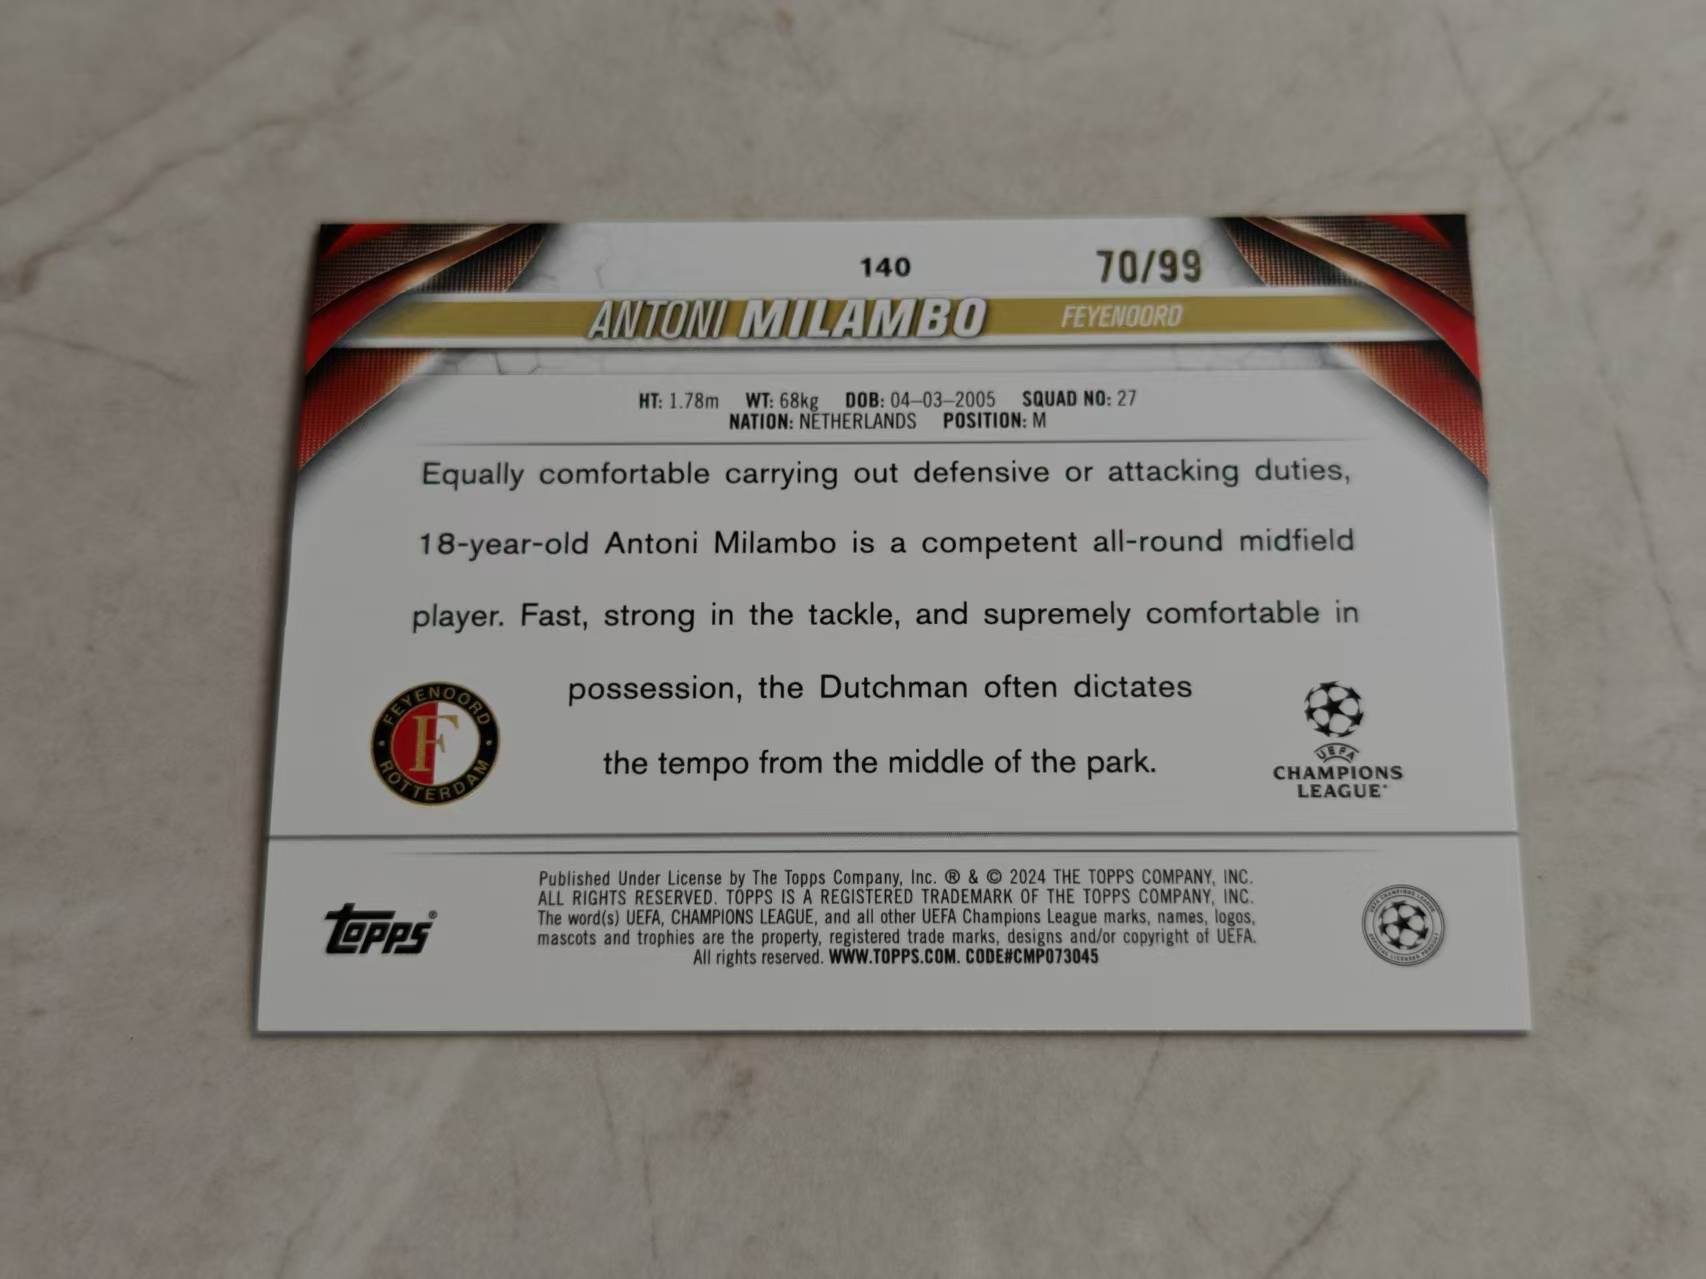 140 70/99
ANTONI MILAMBO FEYENOORD
HT: 1.78m WT: 68kg DOB: 04–03–2005 SQUAD NO: 27
NATION: NETHERLANDS POSITION: M
Equally comfortable carrying out defensive or attacking duties,
18-year-old Antoni Milambo is a competent all-round midfield
player. Fast, strong in the tackle, and supremely comfortable in
possession, the Dutchman often dictates
the tempo from the middle of the park.
FEYENOORD
F
ROTTERDAM
UEFA
CHAMPIONS
LEAGUE
topps®
Published Under License by The Topps Company, Inc. ® & © 2024 THE TOPPS COMPANY, INC.
ALL RIGHTS RESERVED. TOPPS IS A REGISTERED TRADEMARK OF THE TOPPS COMPANY, INC.
The word(s) UEFA, CHAMPIONS LEAGUE, and all other UEFA Champions League marks, names, logos,
mascots and trophies are the property, registered trade marks, designs and/or copyright of UEFA.
All rights reserved. WWW.TOPPS.COM. CODE#CMP073045